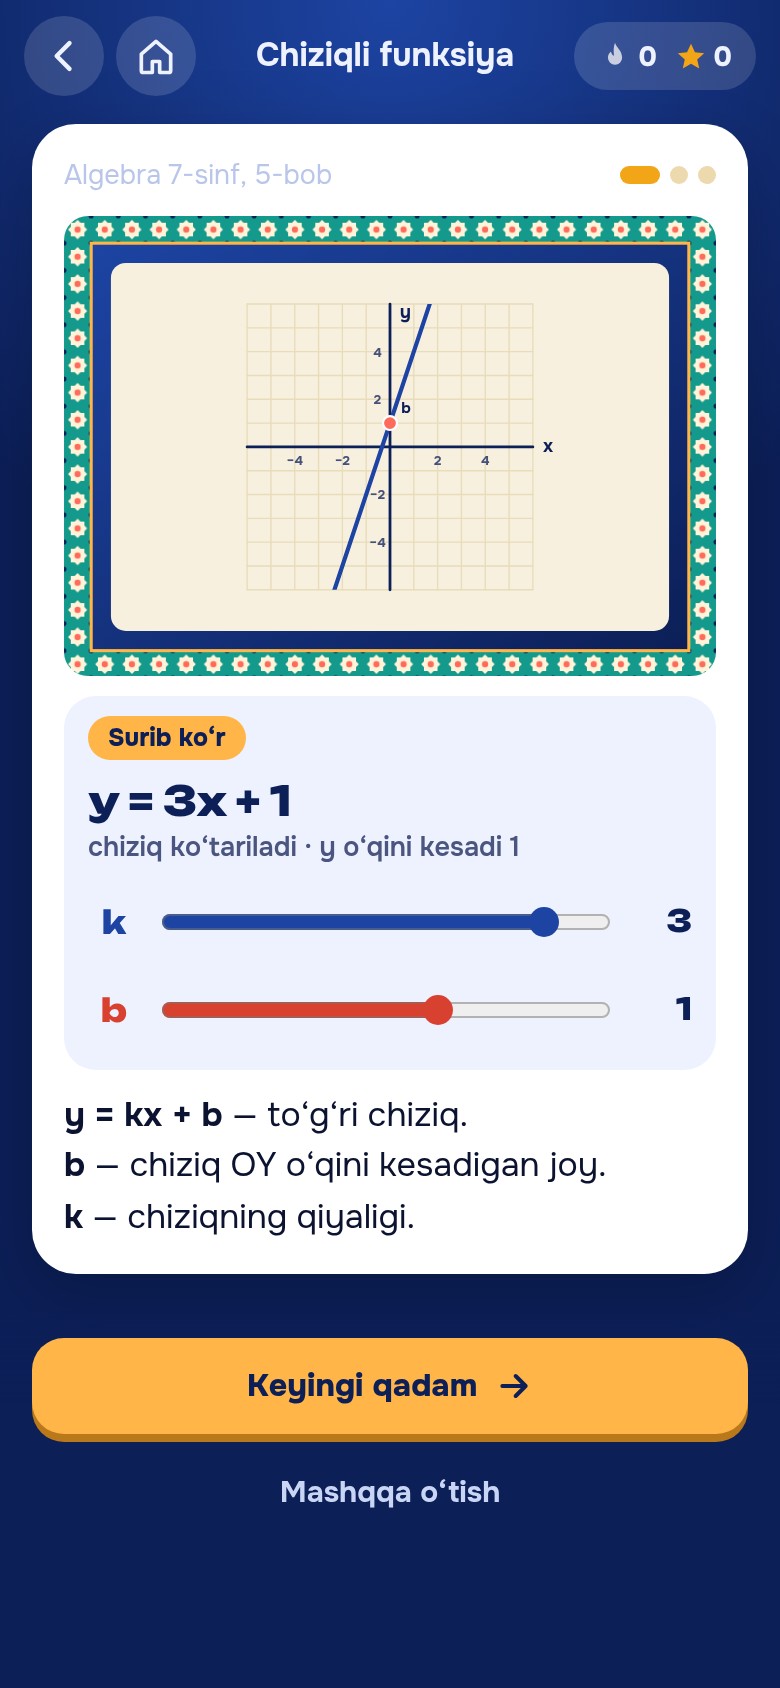 Chiziqli funksiya
0 0
Algebra 7-sinf, 5-bob
y
4
2
b
x
−4 −2 2 4
−2
−4
Surib ko‘r
y = 3x + 1
chiziq ko‘tariladi · y o‘qini kesadi 1
k 3
b 1
y = kx + b — to‘g‘ri chiziq.
b — chiziq OY o‘qini kesadigan joy.
k — chiziqning qiyaligi.
Keyingi qadam →
Mashqqa o‘tish